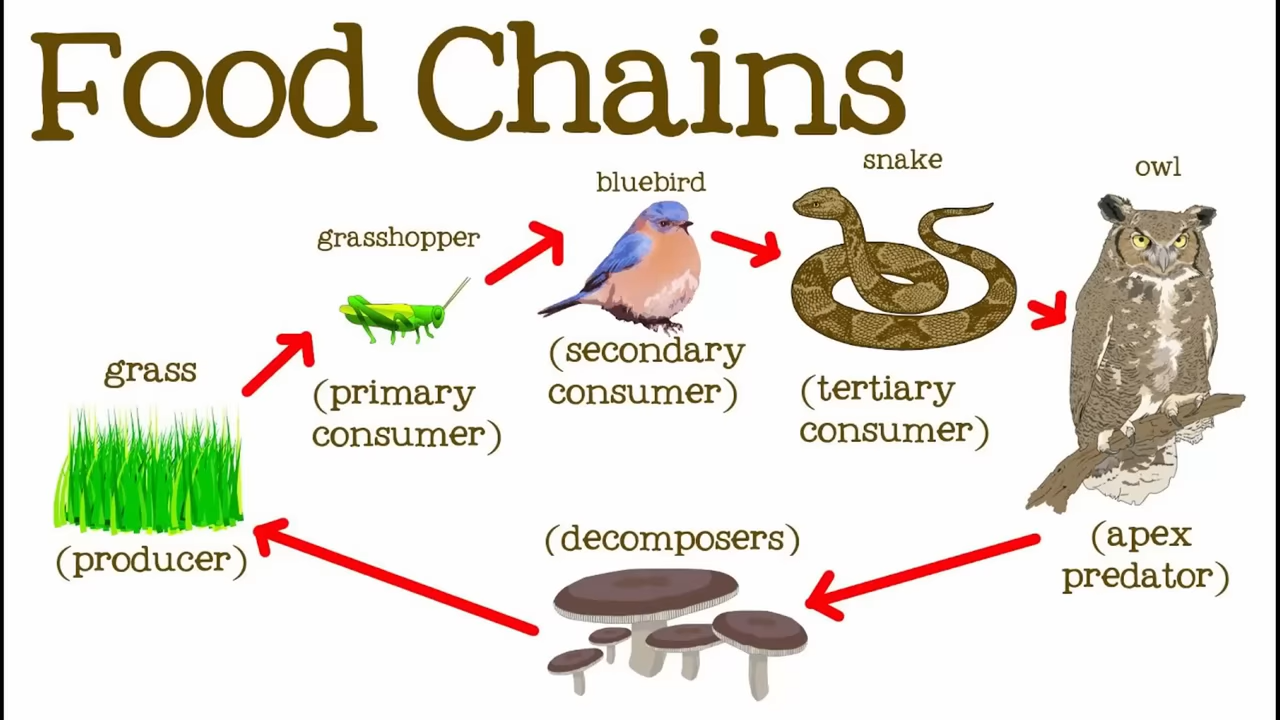 Food Chains
grass
(producer)
grasshopper
(primary
consumer)
bluebird
(secondary
consumer)
snake
(tertiary
consumer)
owl
(apex
predator)
(decomposers)